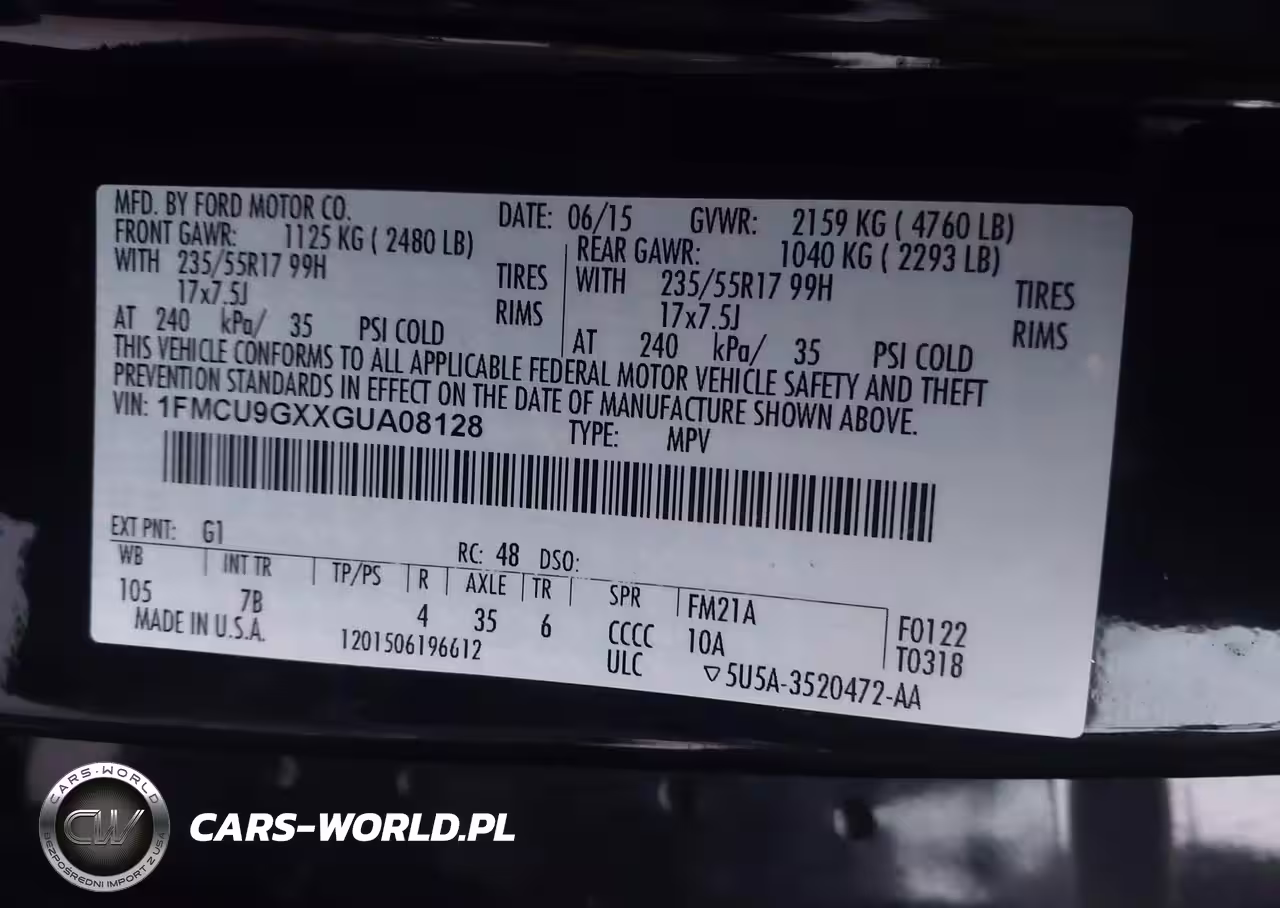 MFD. BY FORD MOTOR CO. DATE: 06/15 GVWR: 2159 KG ( 4760 LB)
FRONT GAWR: 1125 KG ( 2480 LB) REAR GAWR: 1040 KG ( 2293 LB)
WITH 235/55R17 99H TIRES WITH 235/55R17 99H TIRES
17x7.5J RIMS 17x7.5J RIMS
AT 240 kPa/ 35 PSI COLD AT 240 kPa/ 35 PSI COLD
THIS VEHICLE CONFORMS TO ALL APPLICABLE FEDERAL MOTOR VEHICLE SAFETY AND THEFT
PREVENTION STANDARDS IN EFFECT ON THE DATE OF MANUFACTURE SHOWN ABOVE.
VIN: 1FMCU9GXXGUA08128 TYPE: MPV
EXT PNT: G1 RC: 48 DSO:
WB INT TR TP/PS R AXLE TR SPR FM21A F0122
105 7B 4 35 6 CCCC 10A T0318
MADE IN U.S.A. 1201506196612 ULC ▽5U5A-3520472-AA
CARS-WORLD
CW
BEZPOŚREDNI IMPORT Z USA
CARS-WORLD.PL